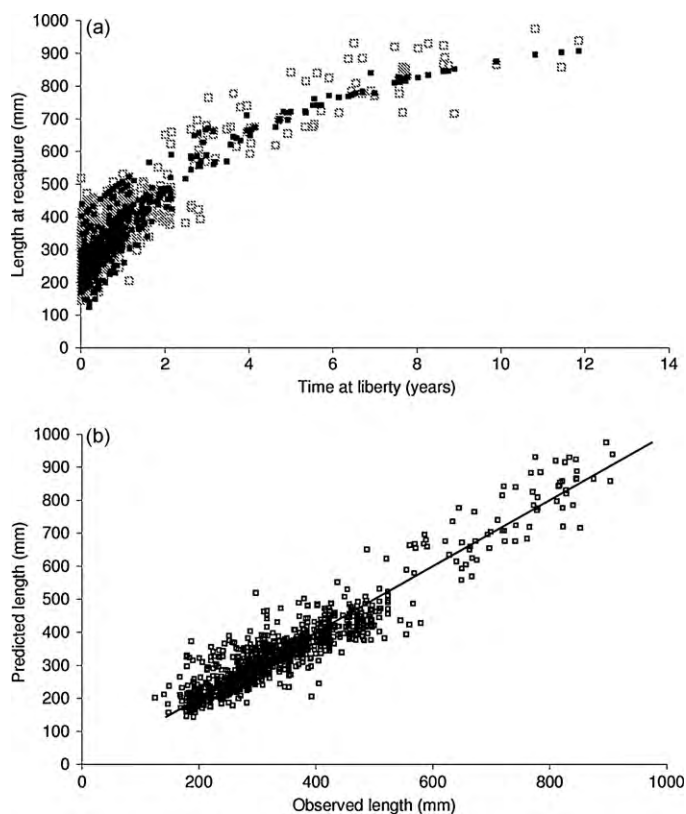 (a)
Length at recapture (mm)
1000
900
800
700
600
500
400
300
200
100
0
0 2 4 6 8 10 12 14
Time at liberty (years)
(b)
Predicted length (mm)
1000
900
800
700
600
500
400
300
200
100
0
0 200 400 600 800 1000
Observed length (mm)